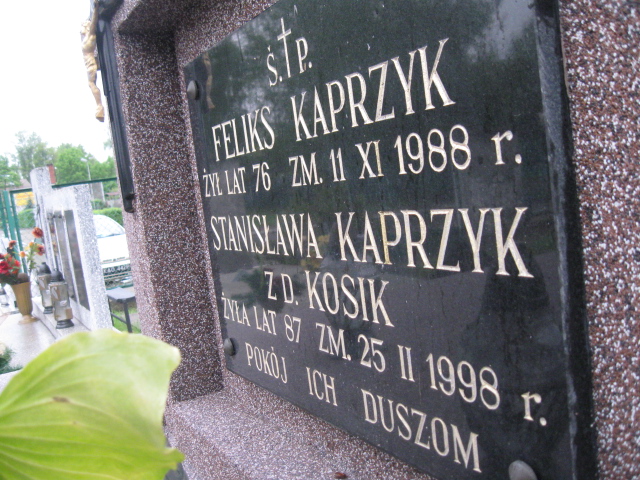 Ś.†P.
FELIKS KAPRZYK
ŻYŁ LAT 76 ZM. 11 XI 1988 r.
STANISŁAWA KAPRZYK
Z D. KOSIK
ŻYŁA LAT 87 ZM. 25 II 1998 r.
POKÓJ ICH DUSZOM